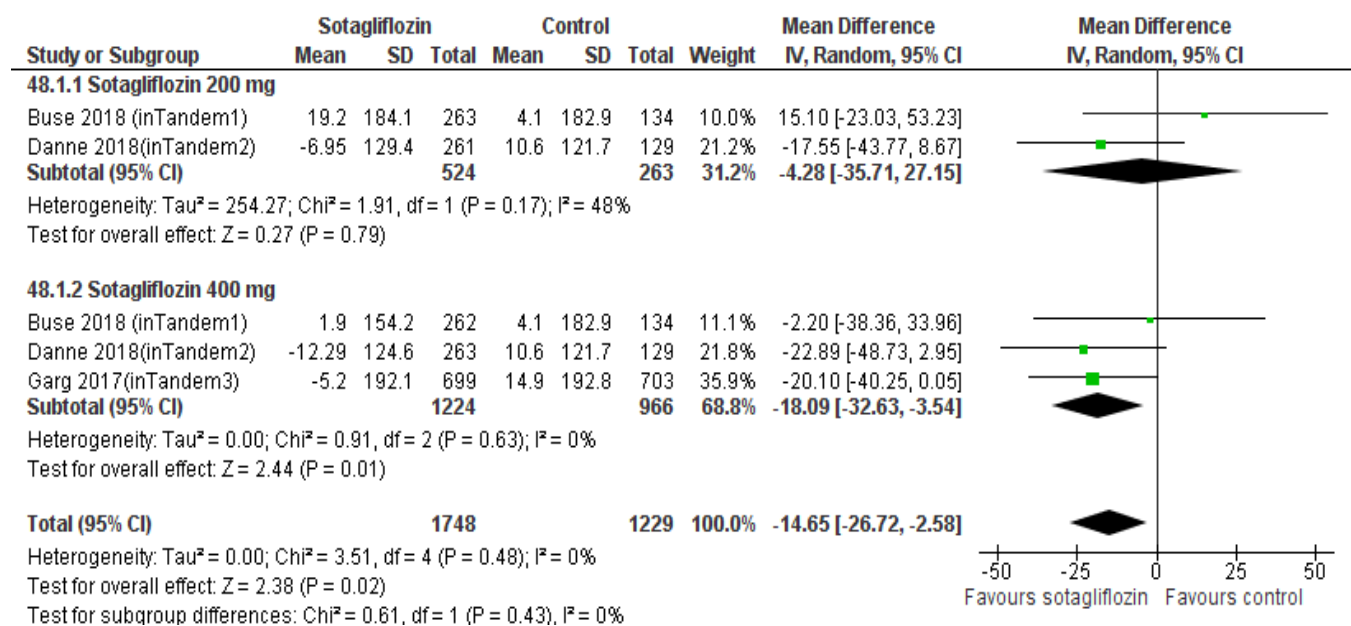 Sotagliflozin Control Mean Difference Mean Difference
Study or Subgroup Mean SD Total Mean SD Total Weight IV, Random, 95% CI IV, Random, 95% CI
48.1.1 Sotagliflozin 200 mg
Buse 2018 (inTandem1) 19.2 184.1 263 4.1 182.9 134 10.0% 15.10 [-23.03, 53.23]
Danne 2018(inTandem2) -6.95 129.4 261 10.6 121.7 129 21.2% -17.55 [-43.77, 8.67]
Subtotal (95% CI) 524 263 31.2% -4.28 [-35.71, 27.15]
Heterogeneity: Tau² = 254.27; Chi² = 1.91, df = 1 (P = 0.17); I² = 48%
Test for overall effect: Z = 0.27 (P = 0.79)
48.1.2 Sotagliflozin 400 mg
Buse 2018 (inTandem1) 1.9 154.2 262 4.1 182.9 134 11.1% -2.20 [-38.36, 33.96]
Danne 2018(inTandem2) -12.29 124.6 263 10.6 121.7 129 21.8% -22.89 [-48.73, 2.95]
Garg 2017(inTandem3) -5.2 192.1 699 14.9 192.8 703 35.9% -20.10 [-40.25, 0.05]
Subtotal (95% CI) 1224 966 68.8% -18.09 [-32.63, -3.54]
Heterogeneity: Tau² = 0.00; Chi² = 0.91, df = 2 (P = 0.63); I² = 0%
Test for overall effect: Z = 2.44 (P = 0.01)
Total (95% CI) 1748 1229 100.0% -14.65 [-26.72, -2.58]
Heterogeneity: Tau² = 0.00; Chi² = 3.51, df = 4 (P = 0.48); I² = 0%
Test for overall effect: Z = 2.38 (P = 0.02)
Test for subgroup differences: Chi² = 0.61, df = 1 (P = 0.43), I² = 0%
-50 -25 0 25 50
Favours sotagliflozin Favours control